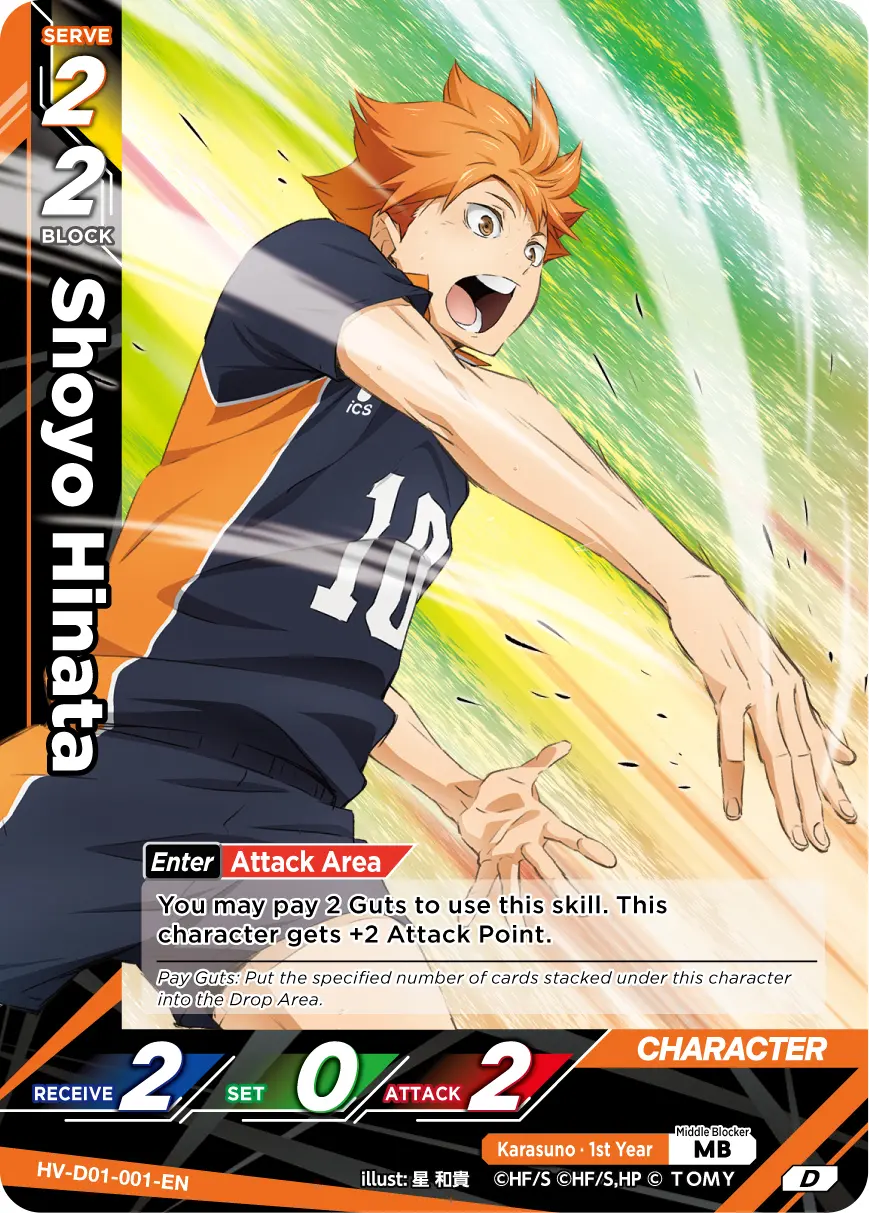 SERVE
2
2
BLOCK
Shoyo Hinata
ics
10
Enter Attack Area
You may pay 2 Guts to use this skill. This
character gets +2 Attack Point.
Pay Guts: Put the specified number of cards stacked under this character
into the Drop Area.
CHARACTER
RECEIVE 2 SET 0 ATTACK 2
Middle Blocker
Karasuno · 1st Year MB
HV-D01-001-EN
illust: 星 和貴 ©HF/S ©HF/S,HP © TOMY
D